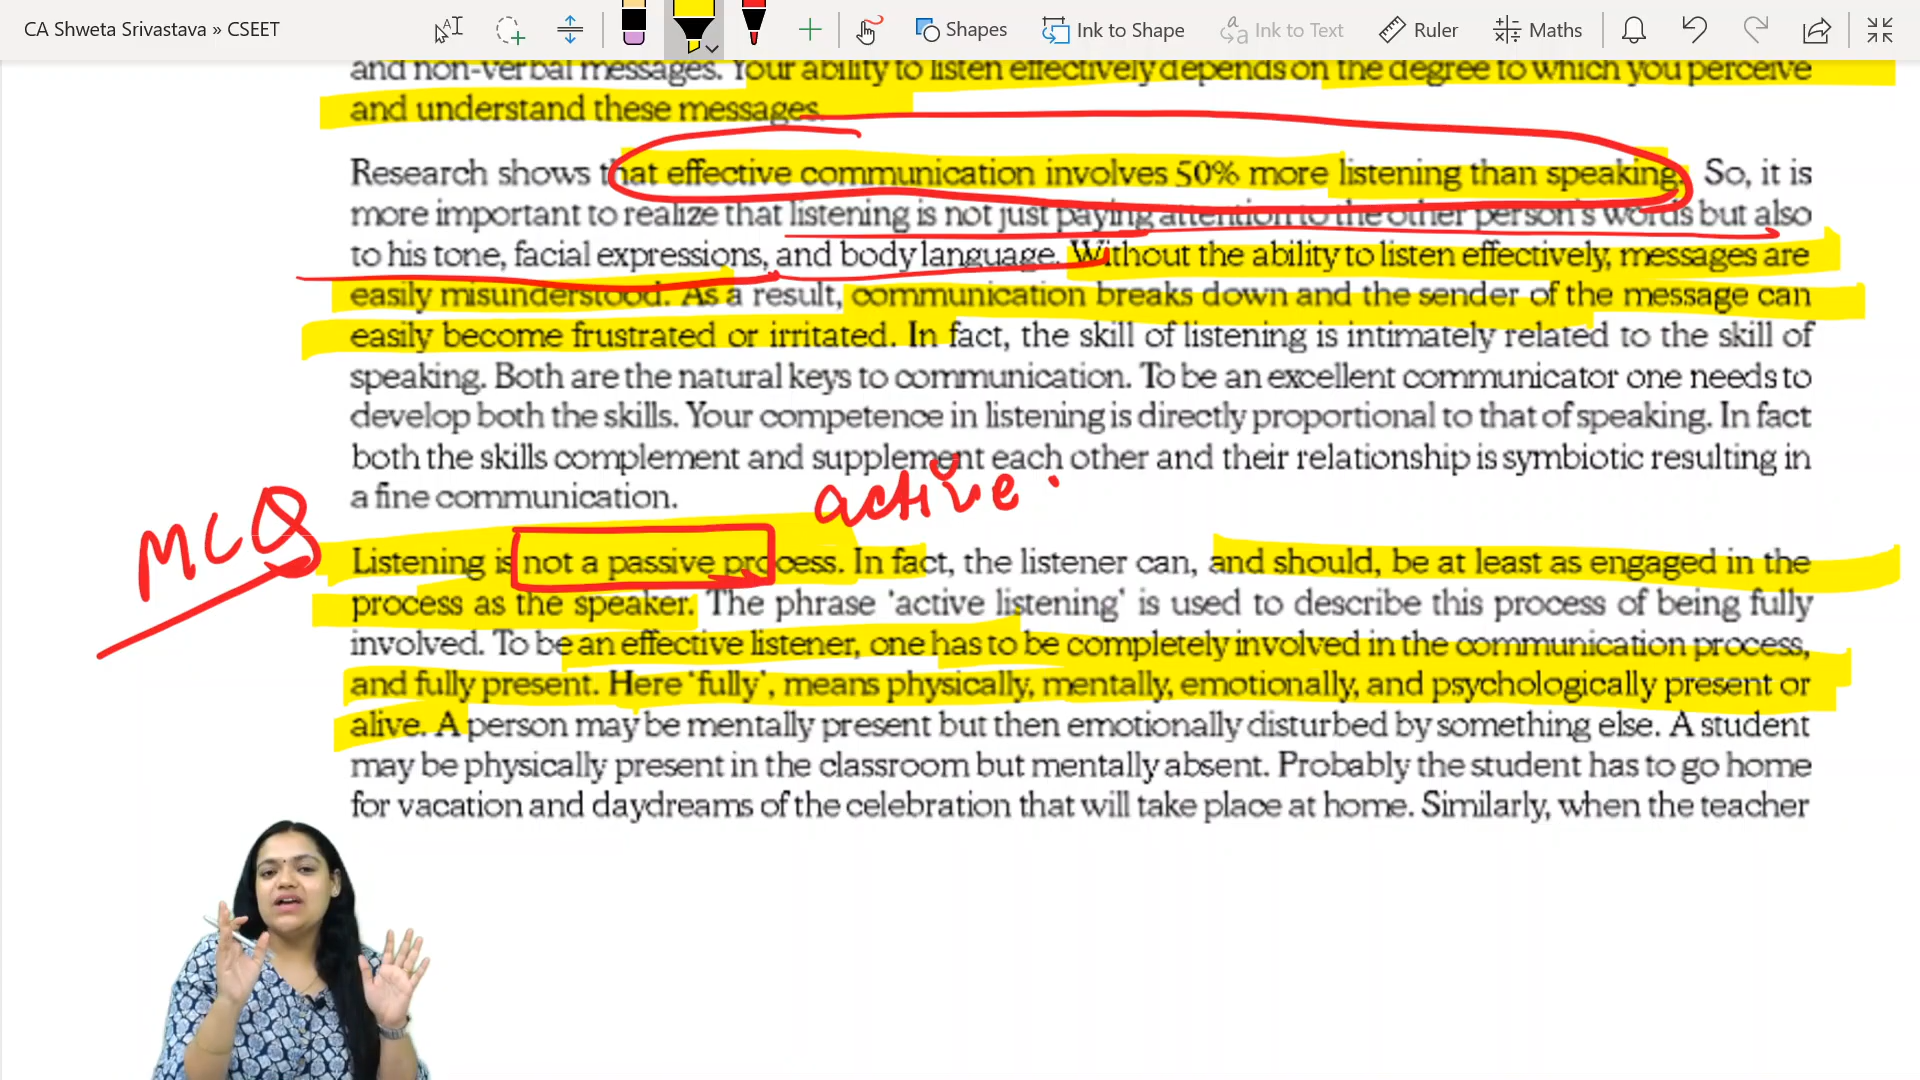 CA Shweta Srivastava » CSEET
Shapes
Ink to Shape
Ink to Text
Ruler
Maths
and non-verbal messages. Your ability to listen effectively depends on the degree to which you perceive
and understand these messages.
Research shows that effective communication involves 50% more listening than speaking. So, it is
more important to realize that listening is not just paying attention to the other person's words but also
to his tone, facial expressions, and body language. Without the ability to listen effectively, messages are
easily misunderstood. As a result, communication breaks down and the sender of the message can
easily become frustrated or irritated. In fact, the skill of listening is intimately related to the skill of
speaking. Both are the natural keys to communication. To be an excellent communicator one needs to
develop both the skills. Your competence in listening is directly proportional to that of speaking. In fact
both the skills complement and supplement each other and their relationship is symbiotic resulting in
a fine communication.
active.
MCQ
Listening is not a passive process. In fact, the listener can, and should, be at least as engaged in the
process as the speaker. The phrase 'active listening' is used to describe this process of being fully
involved. To be an effective listener, one has to be completely involved in the communication process,
and fully present. Here 'fully', means physically, mentally, emotionally, and psychologically present or
alive. A person may be mentally present but then emotionally disturbed by something else. A student
may be physically present in the classroom but mentally absent. Probably the student has to go home
for vacation and daydreams of the celebration that will take place at home. Similarly, when the teacher